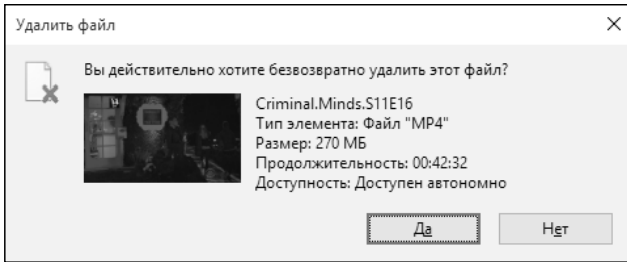 Удалить файл
Вы действительно хотите безвозвратно удалить этот файл?
Criminal.Minds.S11E16
Тип элемента: Файл "MP4"
Размер: 270 МБ
Продолжительность: 00:42:32
Доступность: Доступен автономно
Да
Нет